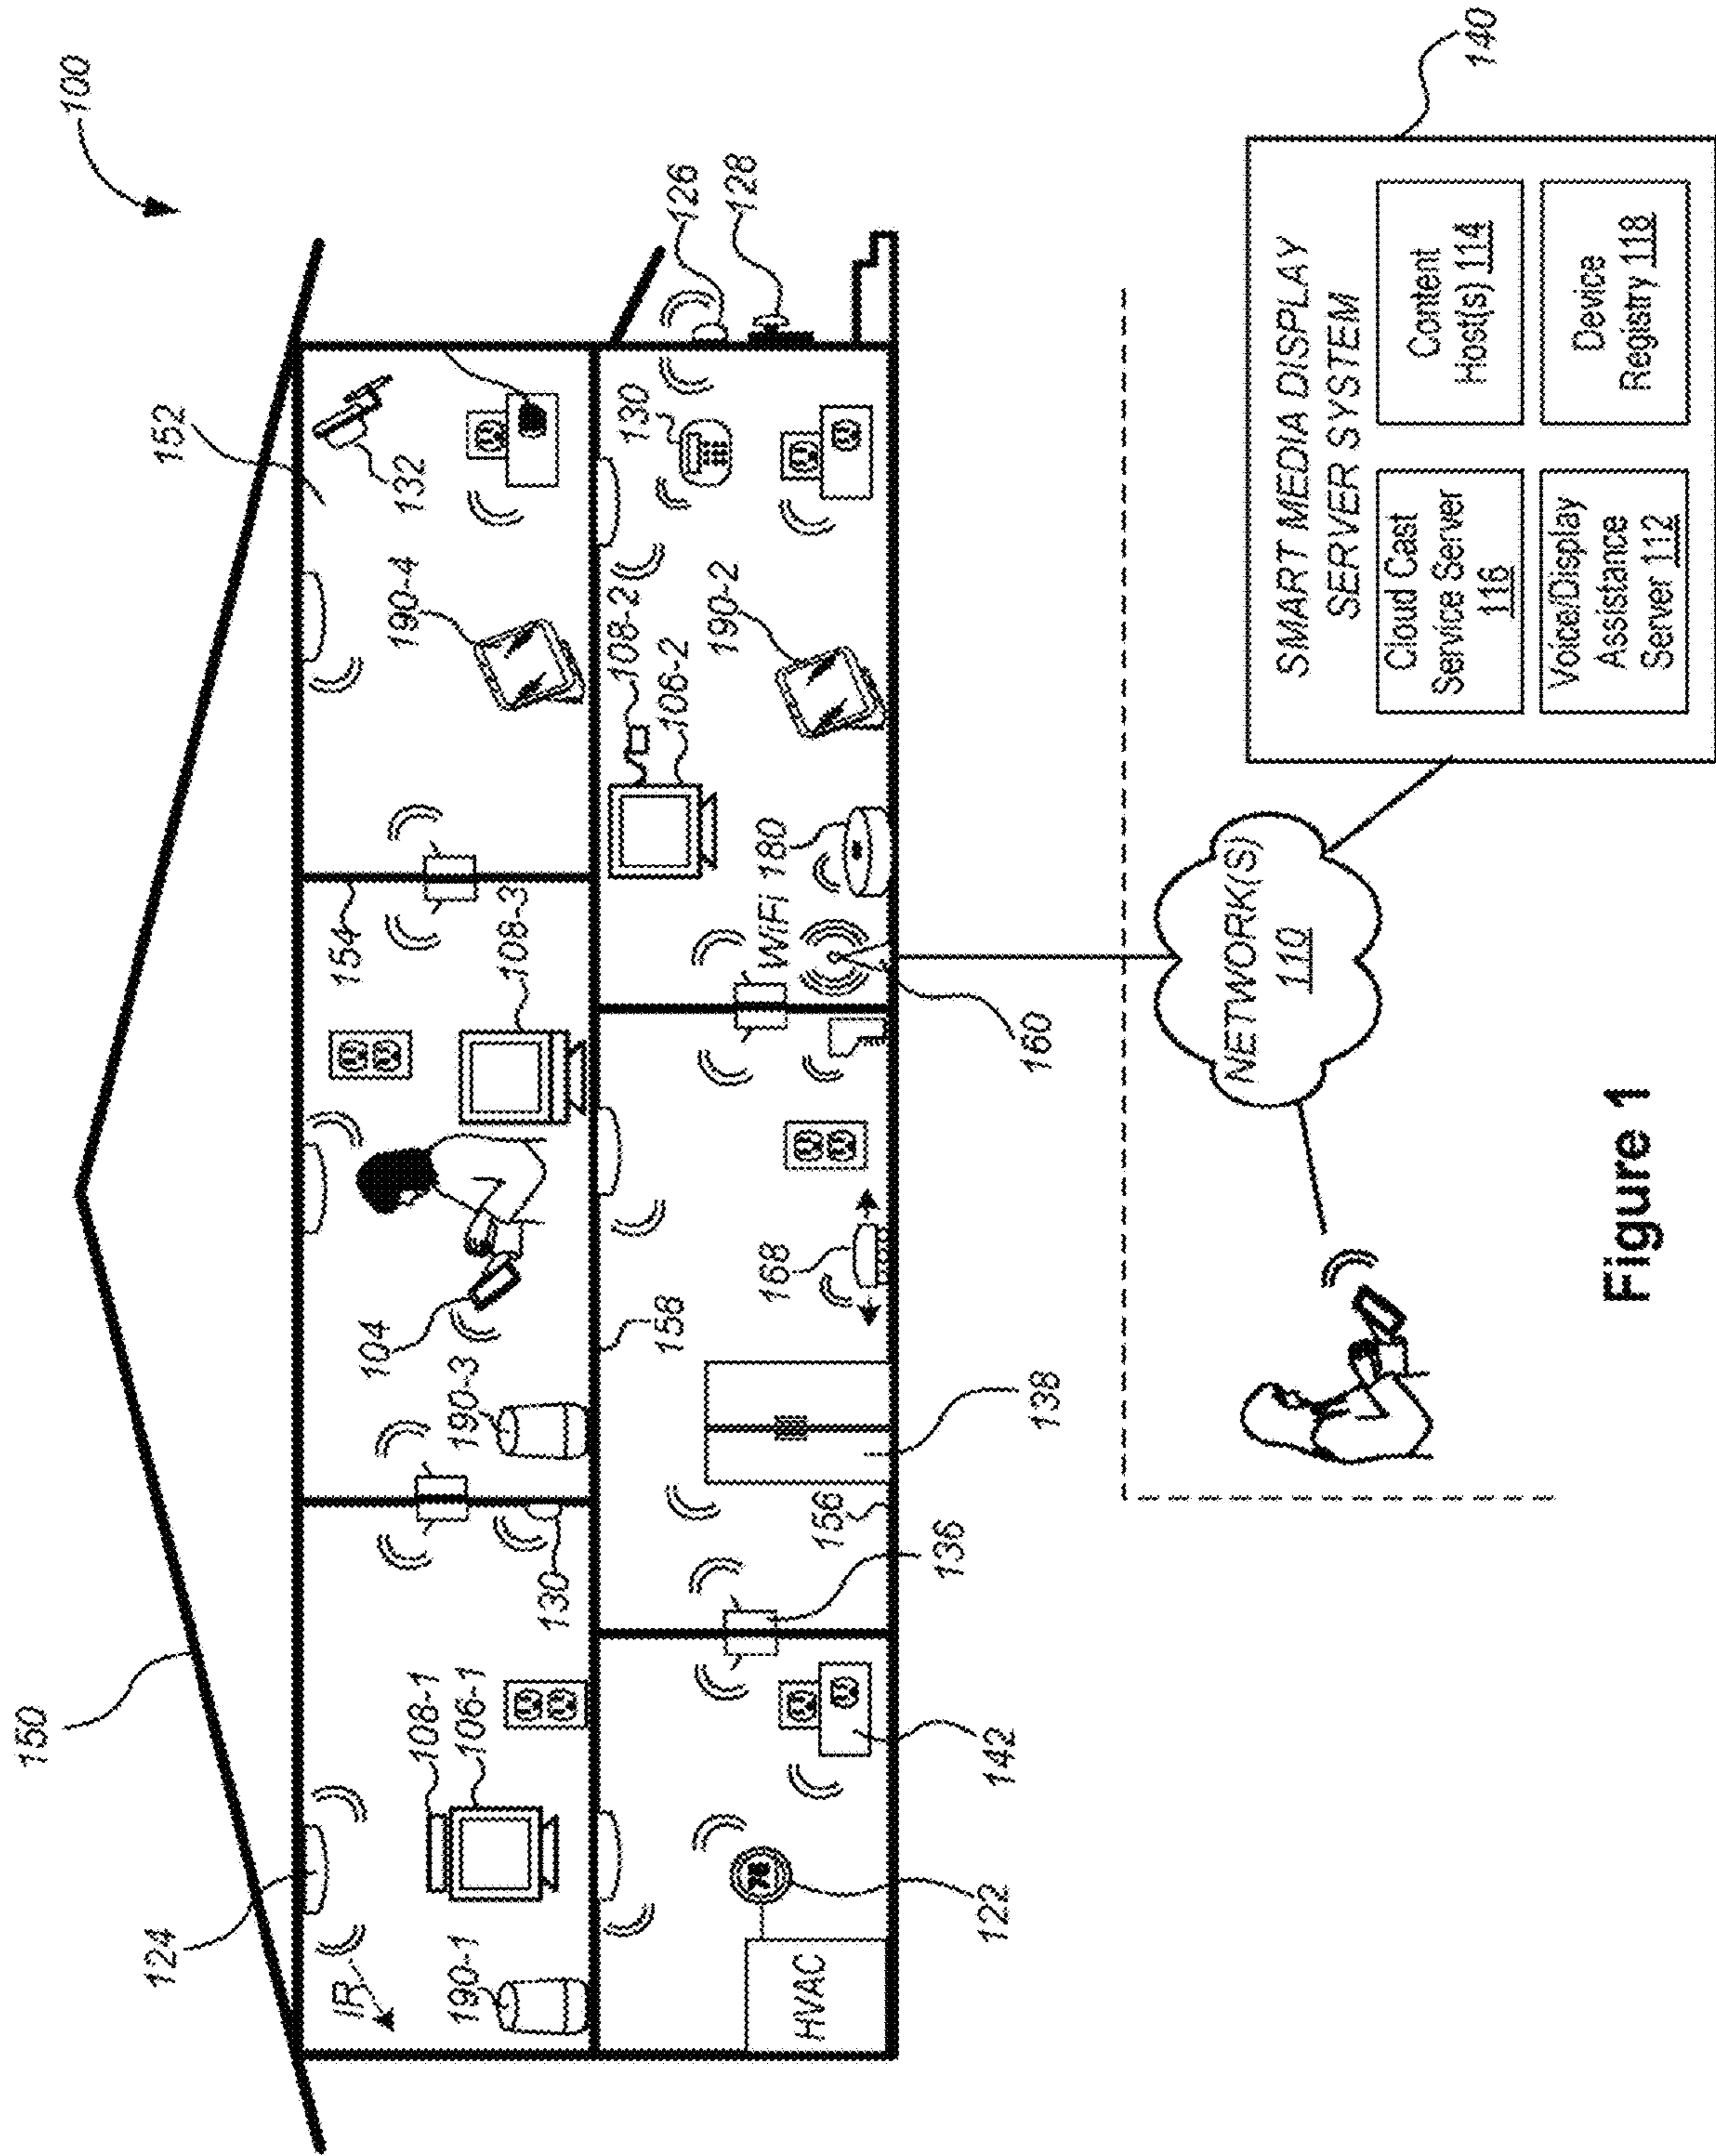 100
150
124
152
IR
108-1
106-1
190-1
130
190-3
104
154
108-3
190-4
132
126
128
HVAC
122
142
136
156
138
158
168
160
WiFi
180
108-2
106-2
190-2
130
NETWORK(S)
110
SMART MEDIA DISPLAY
SERVER SYSTEM
Cloud Cast
Service Server
116
Content
Host(s) 114
Voice/Display
Assistance
Server 112
Device
Registry 118
140
Figure 1